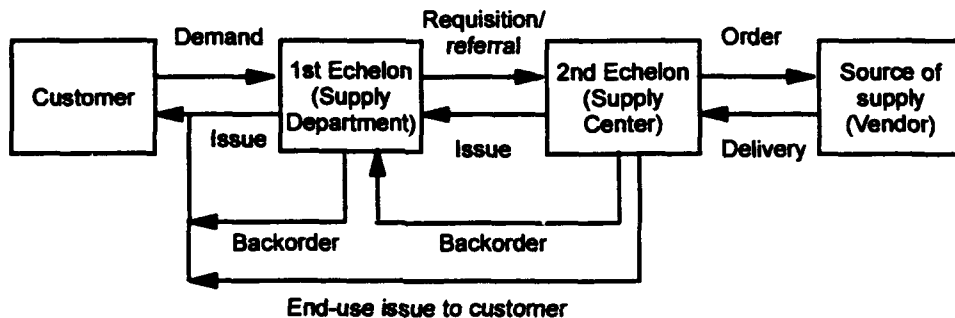 Demand
Requisition/
referral
Order
Customer
1st Echelon
(Supply
Department)
2nd Echelon
(Supply
Center)
Source of
supply
(Vendor)
Issue
Issue
Delivery
Backorder
Backorder
End-use issue to customer